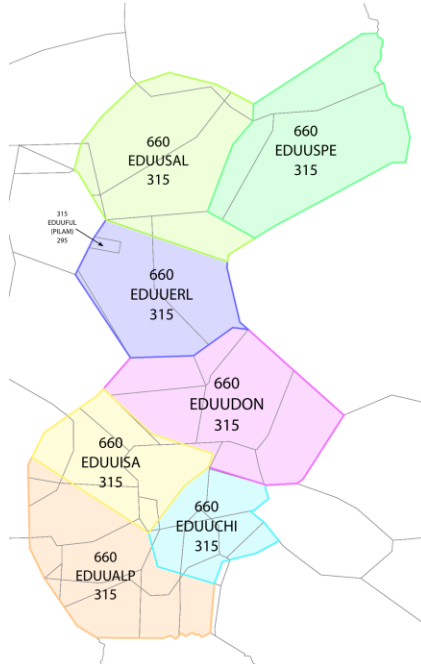 660
EDUUSAL
315
660
EDUUSPE
315
315
EDUUFUL
(PILAM)
295
660
EDUUERL
315
660
EDUUDON
315
660
EDUUISA
315
660
EDUUCHI
315
660
EDUUALP
315